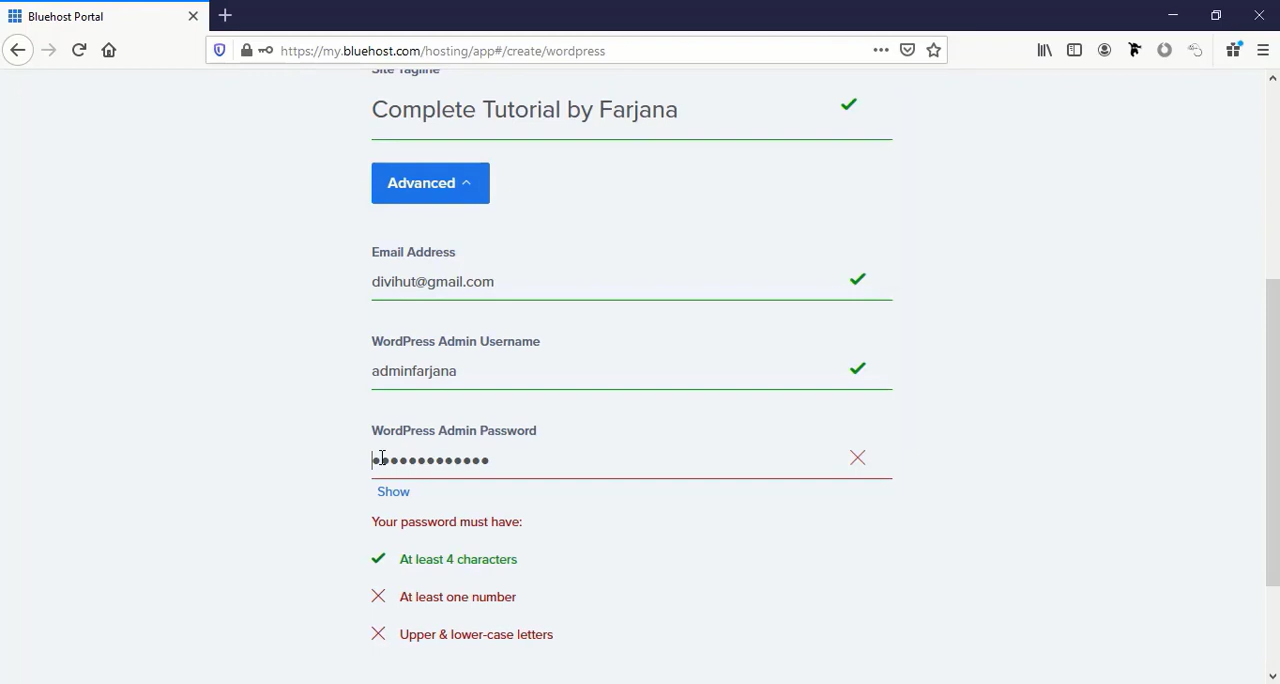 Bluehost Portal
https://my.bluehost.com/hosting/app#/create/wordpress
Site Tagline
Complete Tutorial by Farjana
Advanced
Email Address
divihut@gmail.com
WordPress Admin Username
adminfarjana
WordPress Admin Password
•••••••••••••
Show
Your password must have:
At least 4 characters
At least one number
Upper & lower-case letters